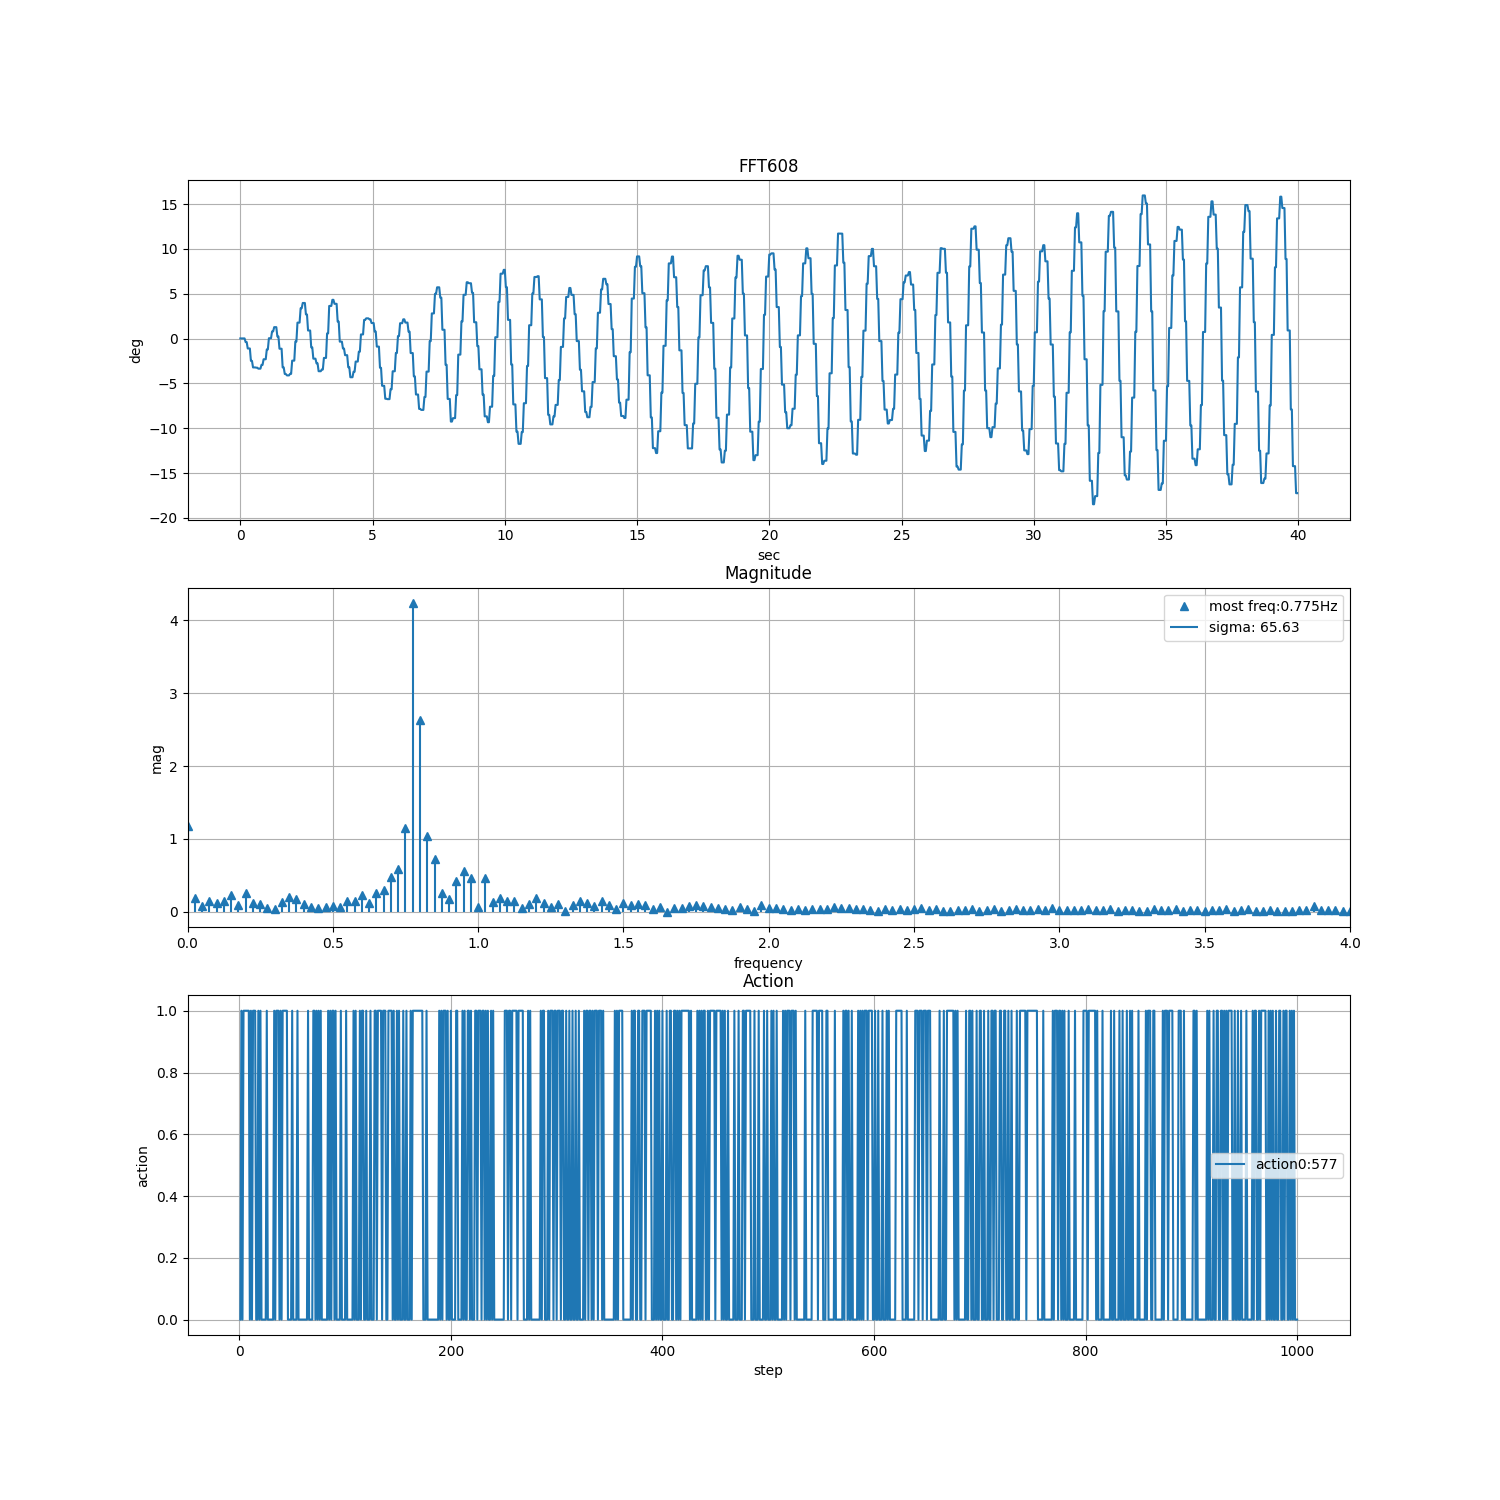 FFT608
15
10
5
0
−5
−10
−15
−20
deg
0 5 10 15 20 25 30 35 40
sec
Magnitude
most freq:0.775Hz
sigma: 65.63
4
3
2
1
0
mag
0.0 0.5 1.0 1.5 2.0 2.5 3.0 3.5 4.0
frequency
Action
1.0
0.8
0.6
0.4
0.2
0.0
action
action0:577
0 200 400 600 800 1000
step